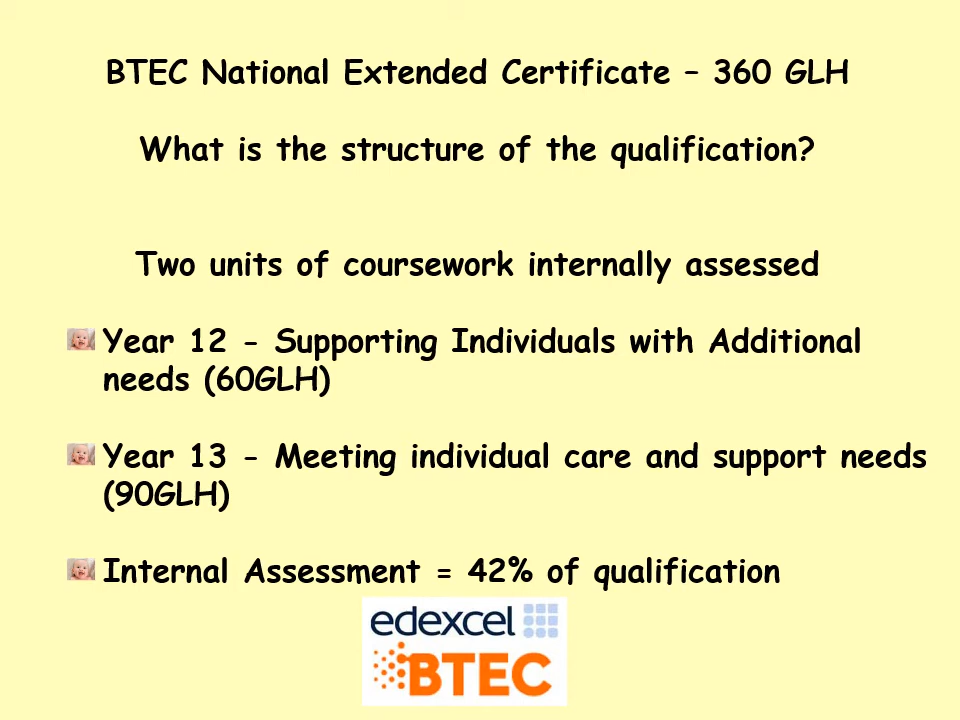 BTEC National Extended Certificate – 360 GLH
What is the structure of the qualification?
Two units of coursework internally assessed
Year 12 - Supporting Individuals with Additional
needs (60GLH)
Year 13 - Meeting individual care and support needs
(90GLH)
Internal Assessment = 42% of qualification
edexcel
BTEC